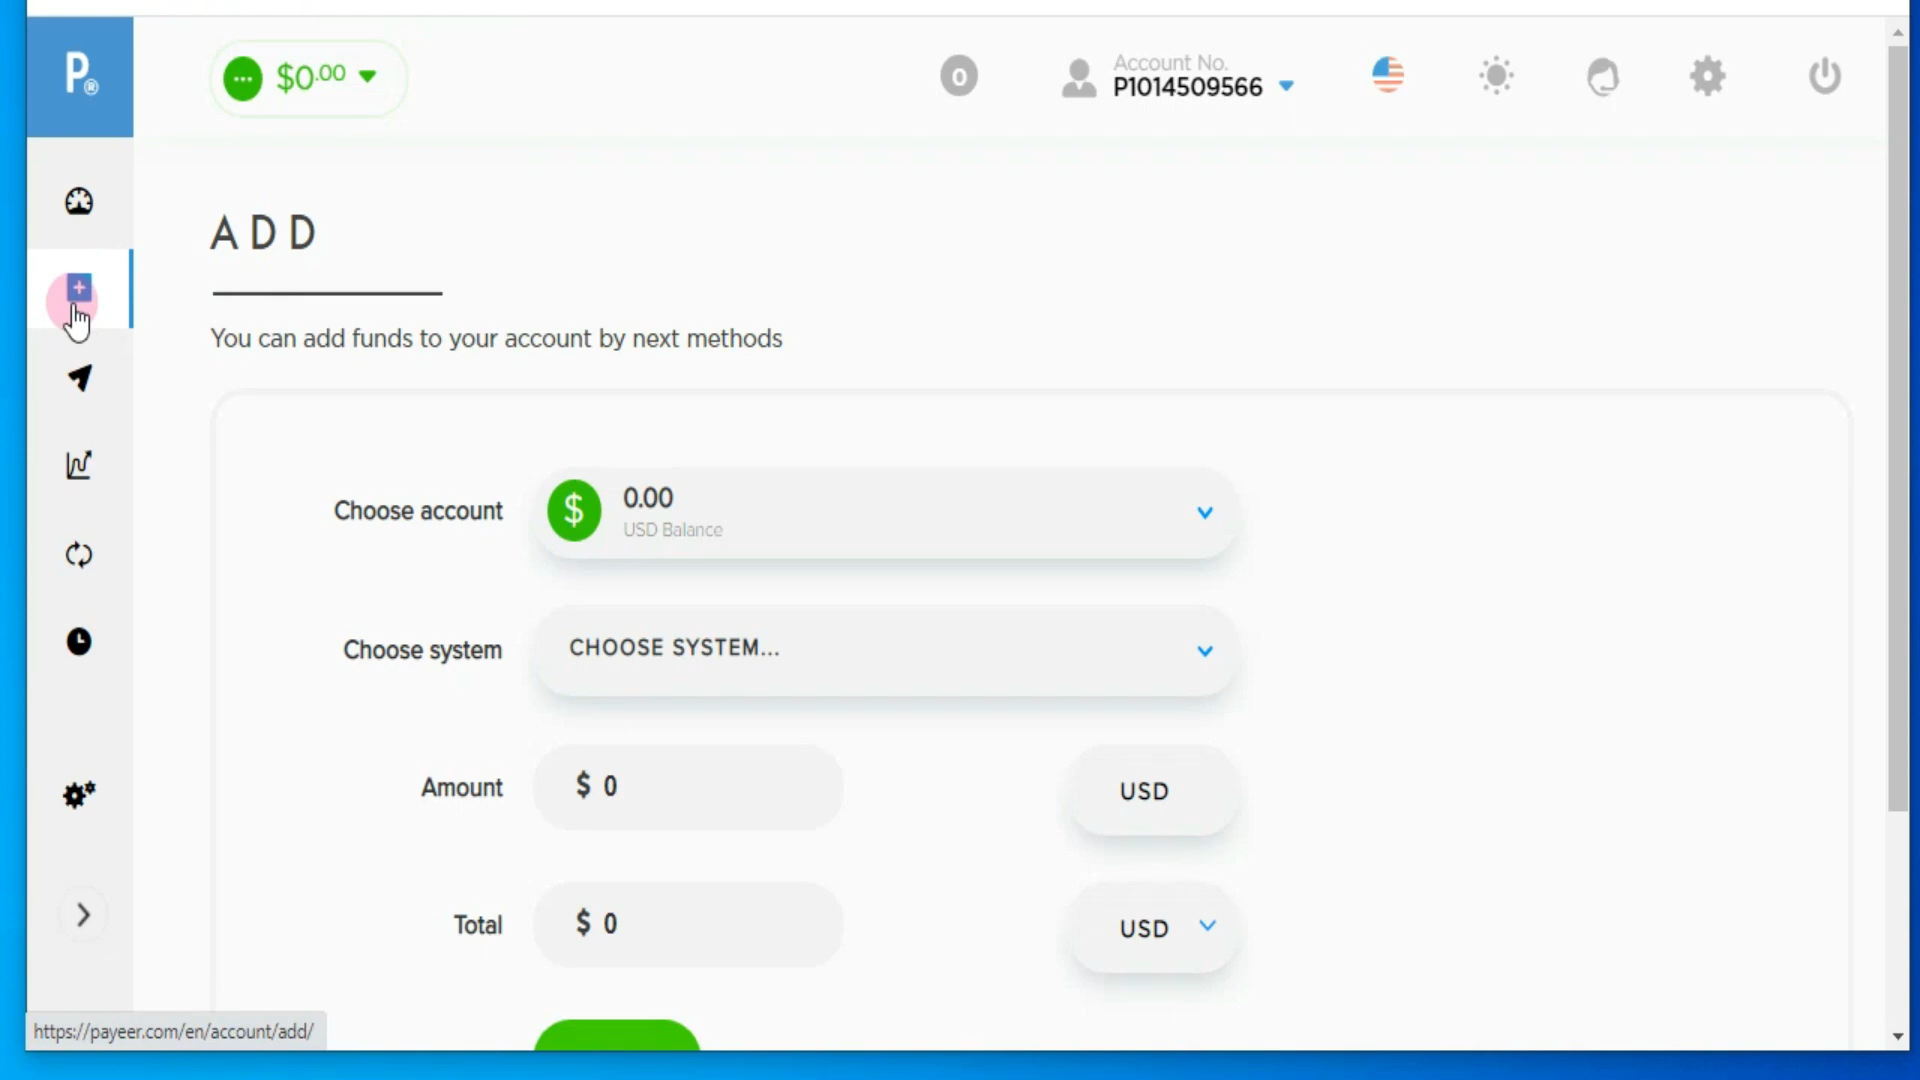 P®
$0.00
0
Account No.
P1014509566
ADD
You can add funds to your account by next methods
Choose account
$
0.00
USD Balance
Choose system
CHOOSE SYSTEM...
Amount
$ 0
USD
Total
$ 0
USD
https://payeer.com/en/account/add/